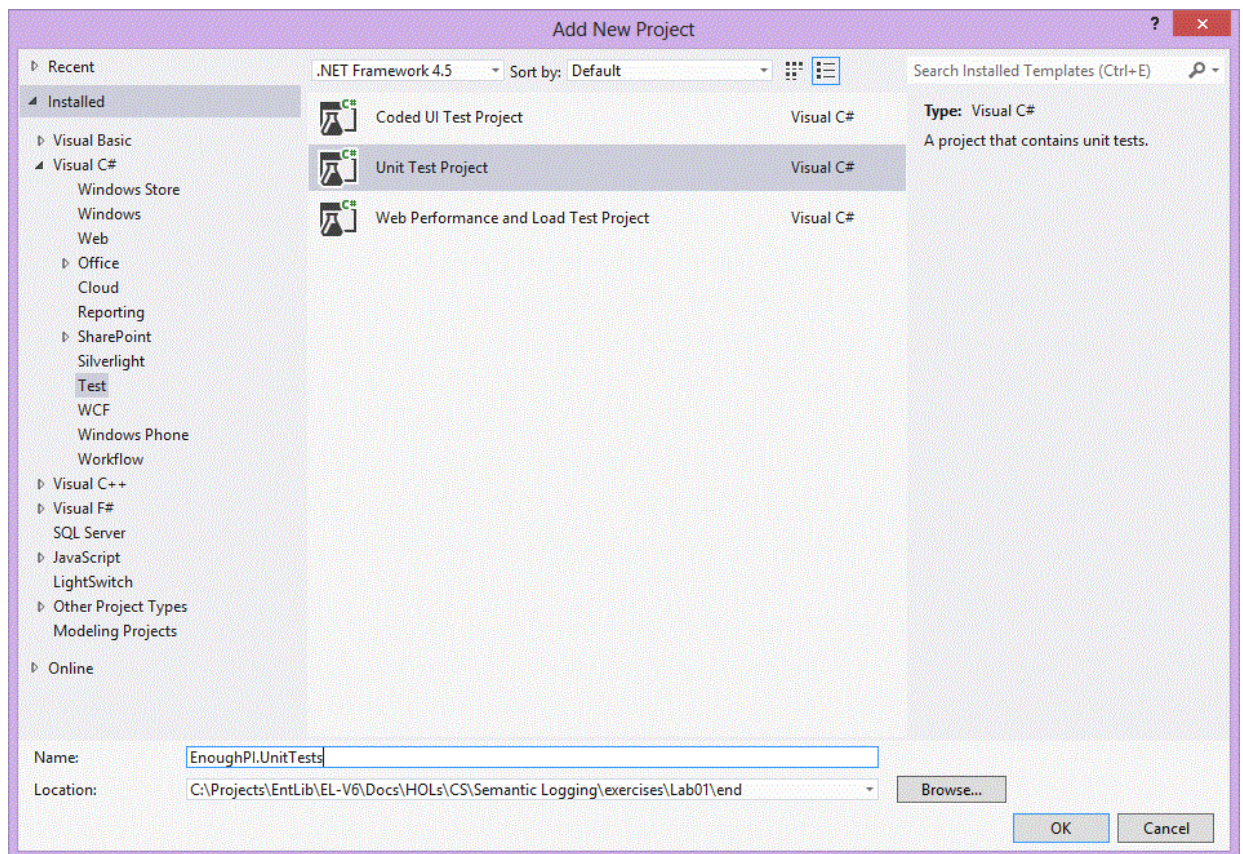 Add New Project
?
Recent
Installed
Visual Basic
Visual C#
Windows Store
Windows
Web
Office
Cloud
Reporting
SharePoint
Silverlight
Test
WCF
Windows Phone
Workflow
Visual C++
Visual F#
SQL Server
JavaScript
LightSwitch
Other Project Types
Modeling Projects
Online
.NET Framework 4.5 Sort by: Default
C# Coded UI Test Project Visual C#
C# Unit Test Project Visual C#
C# Web Performance and Load Test Project Visual C#
Search Installed Templates (Ctrl+E)
Type: Visual C#
A project that contains unit tests.
Name: EnoughPI.UnitTests
Location: C:\Projects\EntLib\EL-V6\Docs\HOLs\CS\Semantic Logging\exercises\Lab01\end Browse...
OK Cancel